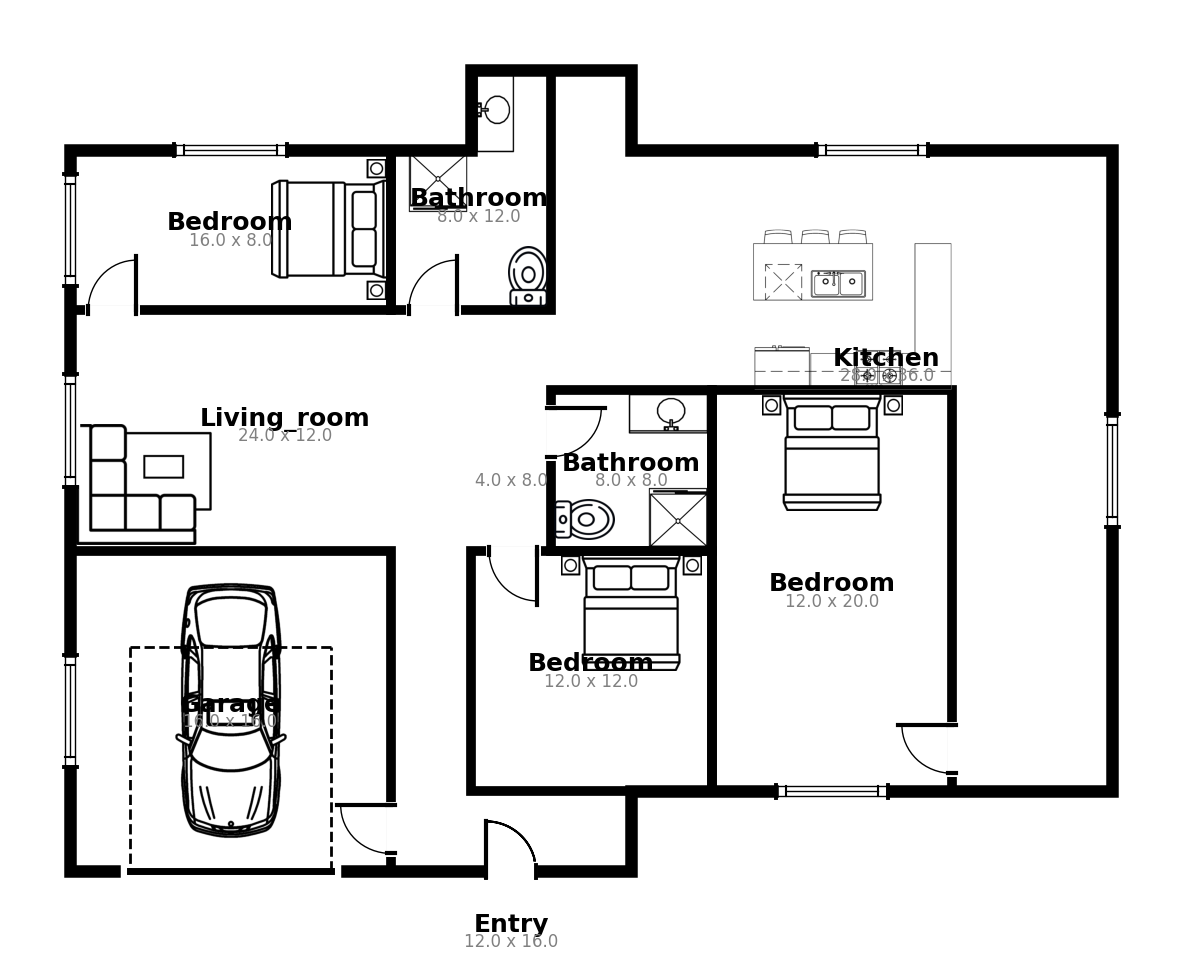 Bathroom
8.0 x 12.0
Bedroom
16.0 x 8.0
Kitchen
28.0 x 36.0
Living_room
24.0 x 12.0
Bathroom
4.0 x 8.0
8.0 x 8.0
Bedroom
12.0 x 20.0
Bedroom
12.0 x 12.0
Garage
16.0 x 16.0
Entry
12.0 x 16.0